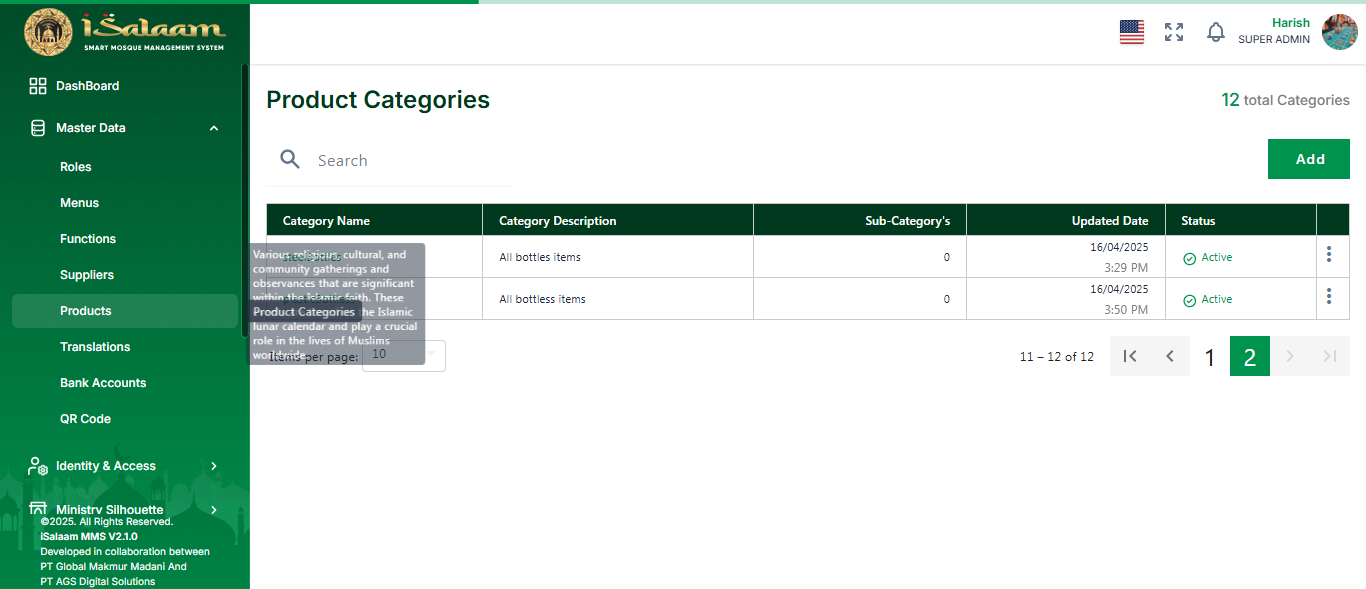 iSalaam
SMART MOSQUE MANAGEMENT SYSTEM
DashBoard
Master Data
Roles
Menus
Functions
Suppliers
Products
Translations
Bank Accounts
QR Code
Identity & Access
Ministry Silhouette
©2025. All Rights Reserved.
iSalaam MMS V2.1.0
Developed in collaboration between
PT Global Makmur Madani And
PT AGS Digital Solutions
Harish
SUPER ADMIN
Product Categories
12 total Categories
Search
Add
Category Name Category Description Sub-Category's Updated Date Status
All bottles items 0 16/04/2025 Active
3:29 PM
All bottless items 0 16/04/2025 Active
3:50 PM
Various religious, cultural, and
community gatherings and
observances that are significant
within the Islamic faith. These
Product Categories the Islamic
lunar calendar and play a crucial
role in the lives of Muslims
worldwide
Items per page: 10
11 – 12 of 12 1 2